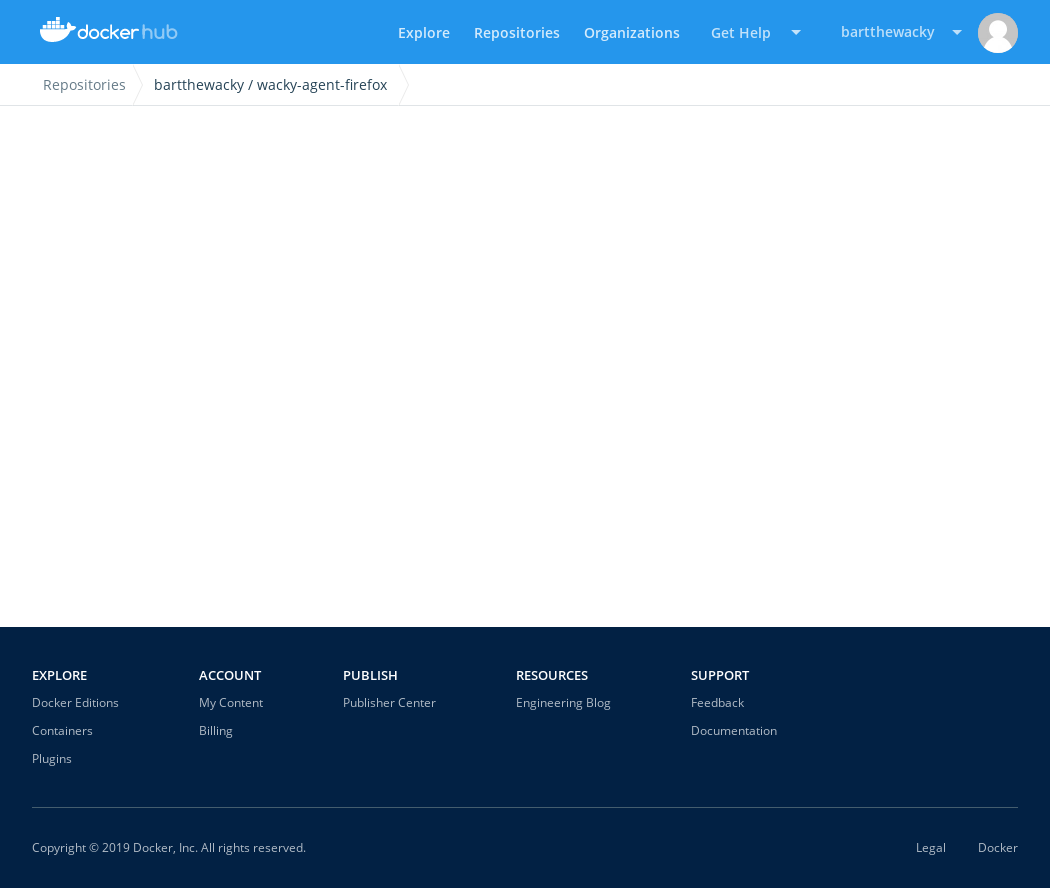 docker hub Explore Repositories Organizations Get Help bartthewacky
Repositories bartthewacky / wacky-agent-firefox
EXPLORE ACCOUNT PUBLISH RESOURCES SUPPORT
Docker Editions My Content Publisher Center Engineering Blog Feedback
Containers Billing Documentation
Plugins
Copyright © 2019 Docker, Inc. All rights reserved. Legal Docker